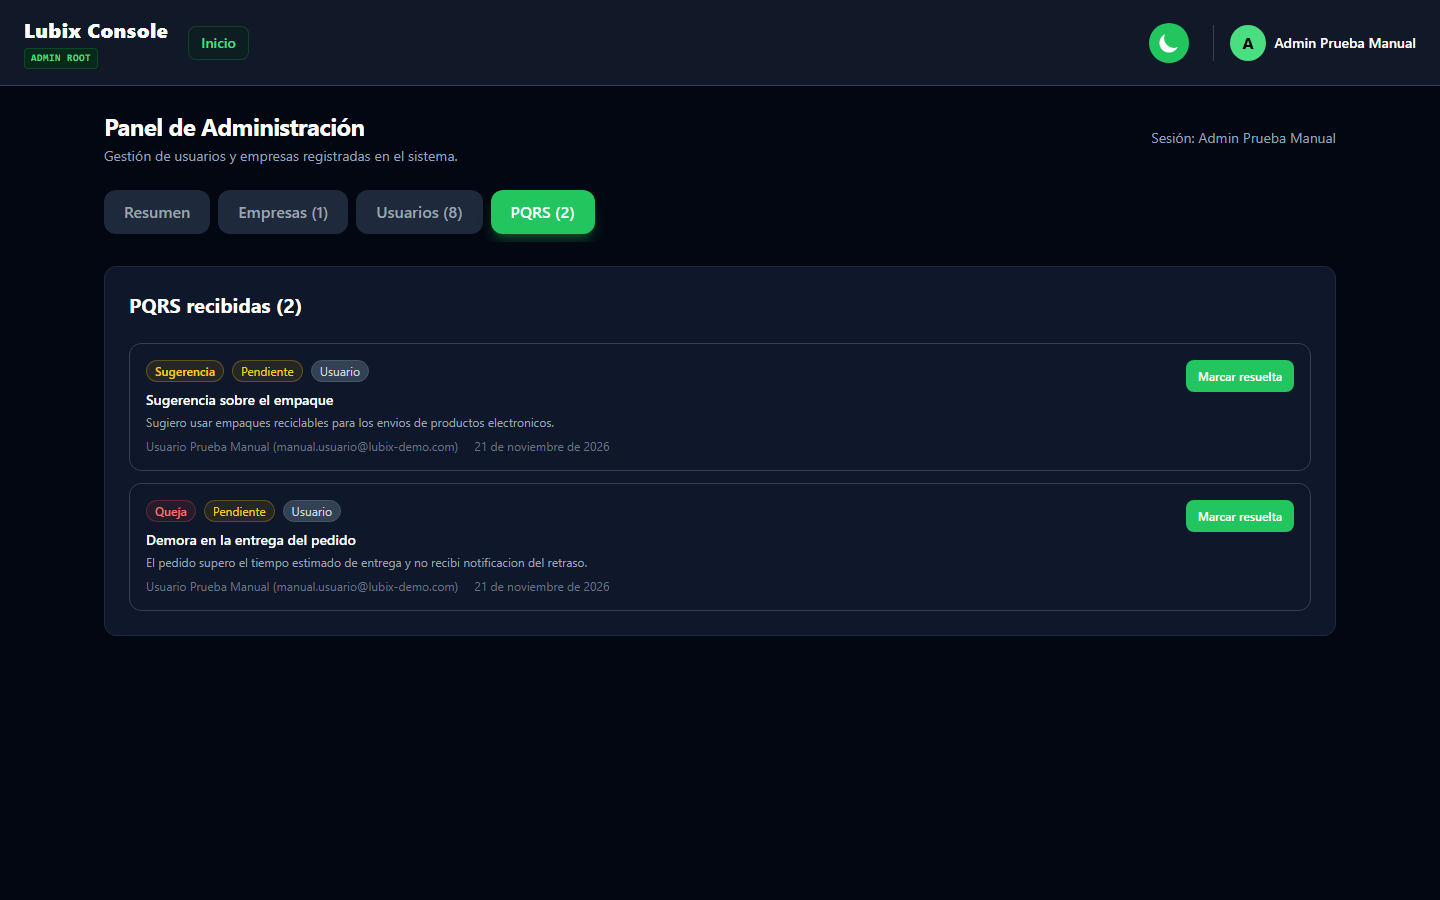 Lubix Console
ADMIN ROOT
Inicio
A
Admin Prueba Manual
Panel de Administración
Gestión de usuarios y empresas registradas en el sistema.
Sesión: Admin Prueba Manual
Resumen
Empresas (1)
Usuarios (8)
PQRS (2)
PQRS recibidas (2)
Sugerencia
Pendiente
Usuario
Marcar resuelta
Sugerencia sobre el empaque
Sugiero usar empaques reciclables para los envios de productos electronicos.
Usuario Prueba Manual (manual.usuario@lubix-demo.com) 21 de noviembre de 2026
Queja
Pendiente
Usuario
Marcar resuelta
Demora en la entrega del pedido
El pedido supero el tiempo estimado de entrega y no recibi notificacion del retraso.
Usuario Prueba Manual (manual.usuario@lubix-demo.com) 21 de noviembre de 2026